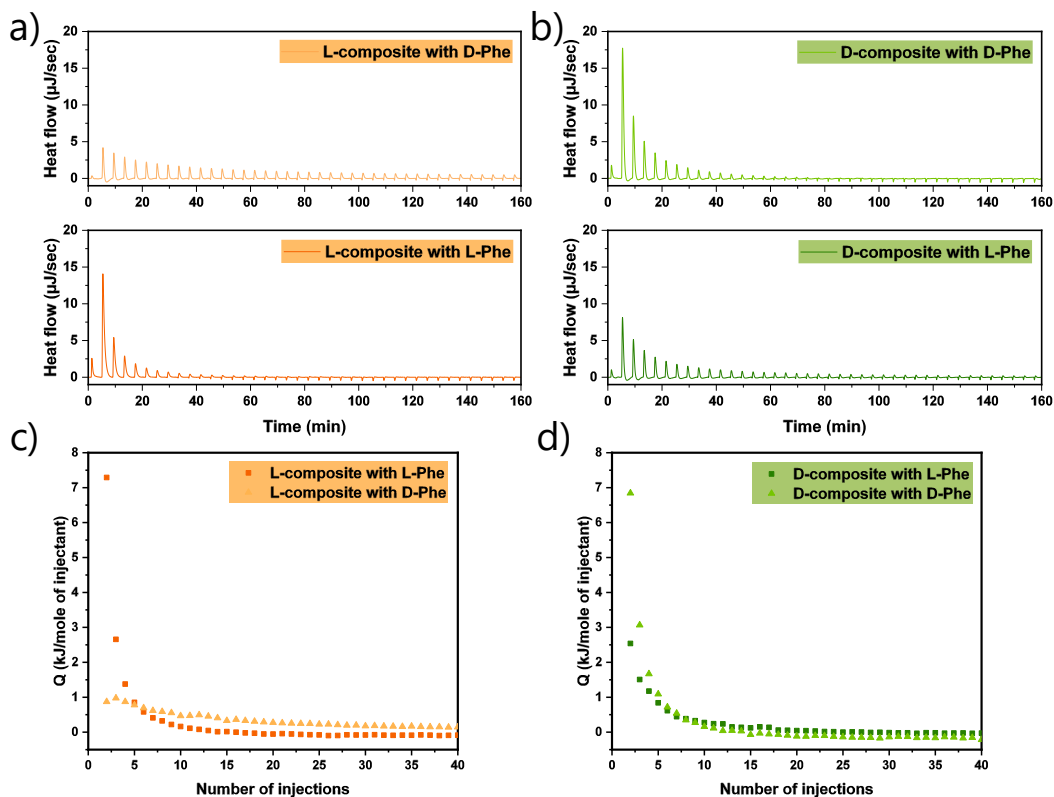 a)
20
15
10
5
0
Heat flow (µJ/sec)
L-composite with D-Phe
0 20 40 60 80 100 120 140 160
20
15
10
5
0
Heat flow (µJ/sec)
L-composite with L-Phe
0 20 40 60 80 100 120 140 160
Time (min)
b)
20
15
10
5
0
Heat flow (µJ/sec)
D-composite with D-Phe
0 20 40 60 80 100 120 140 160
20
15
10
5
0
Heat flow (µJ/sec)
D-composite with L-Phe
0 20 40 60 80 100 120 140 160
Time (min)
c)
8
7
6
5
4
3
2
1
0
Q (kJ/mole of injectant)
L-composite with L-Phe
L-composite with D-Phe
0 5 10 15 20 25 30 35 40
Number of injections
d)
8
7
6
5
4
3
2
1
0
Q (kJ/mole of injectant)
D-composite with L-Phe
D-composite with D-Phe
0 5 10 15 20 25 30 35 40
Number of injections